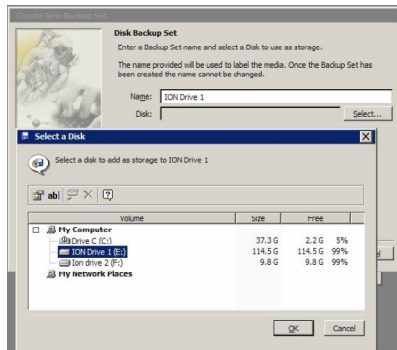 Create New Backup Set
Disk Backup Set
Enter a Backup Set name and select a Disk to use as storage.
The name provided will be used to label the media. Once the Backup Set has been created the name cannot be changed.
Name: ION Drive 1
Disk: Select...
Select a Disk
Select a disk to add as storage to ION Drive 1
ab
Volume Size Free
My Computer
Drive C (C:) 37.3 G 2.2 G 5%
ION Drive 1 (E:) 114.5 G 114.5 G 99%
Ion drive 2 (F:) 9.8 G 9.8 G 99%
My Network Places
OK Cancel